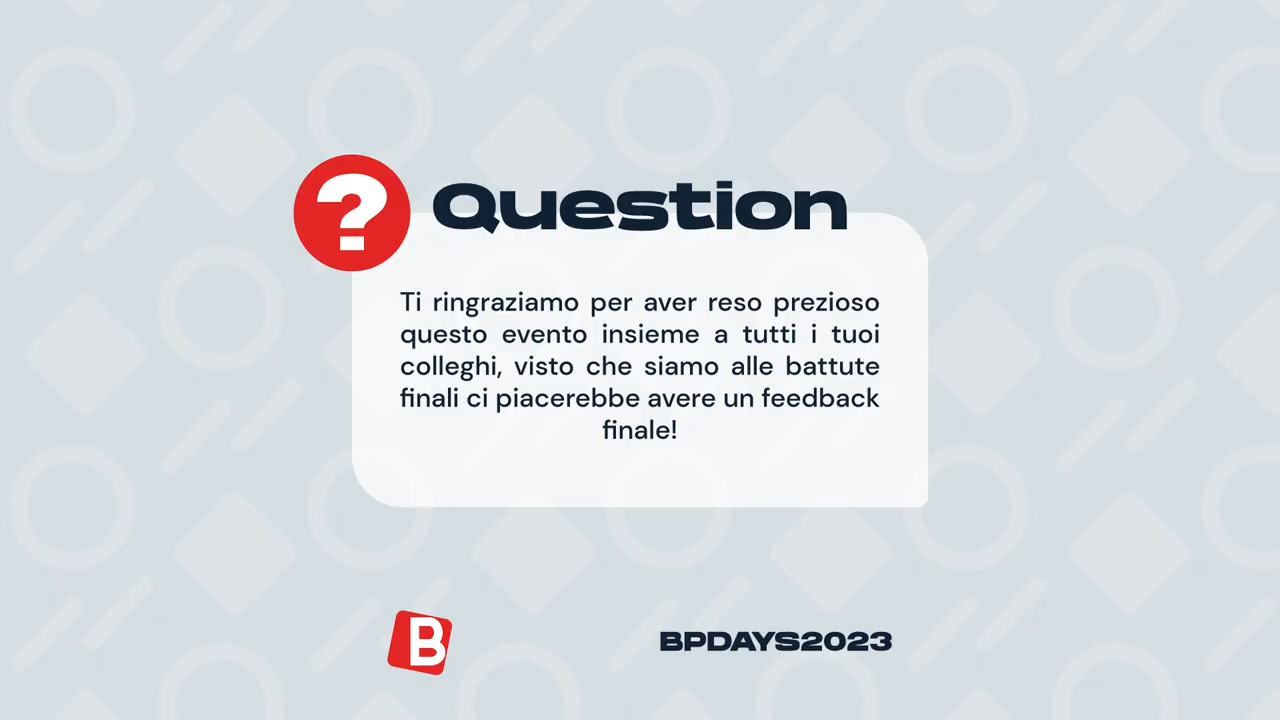 ?
Question
Ti ringraziamo per aver reso prezioso
questo evento insieme a tutti i tuoi
colleghi, visto che siamo alle battute
finali ci piacerebbe avere un feedback
finale!
B
BPDAYS2023